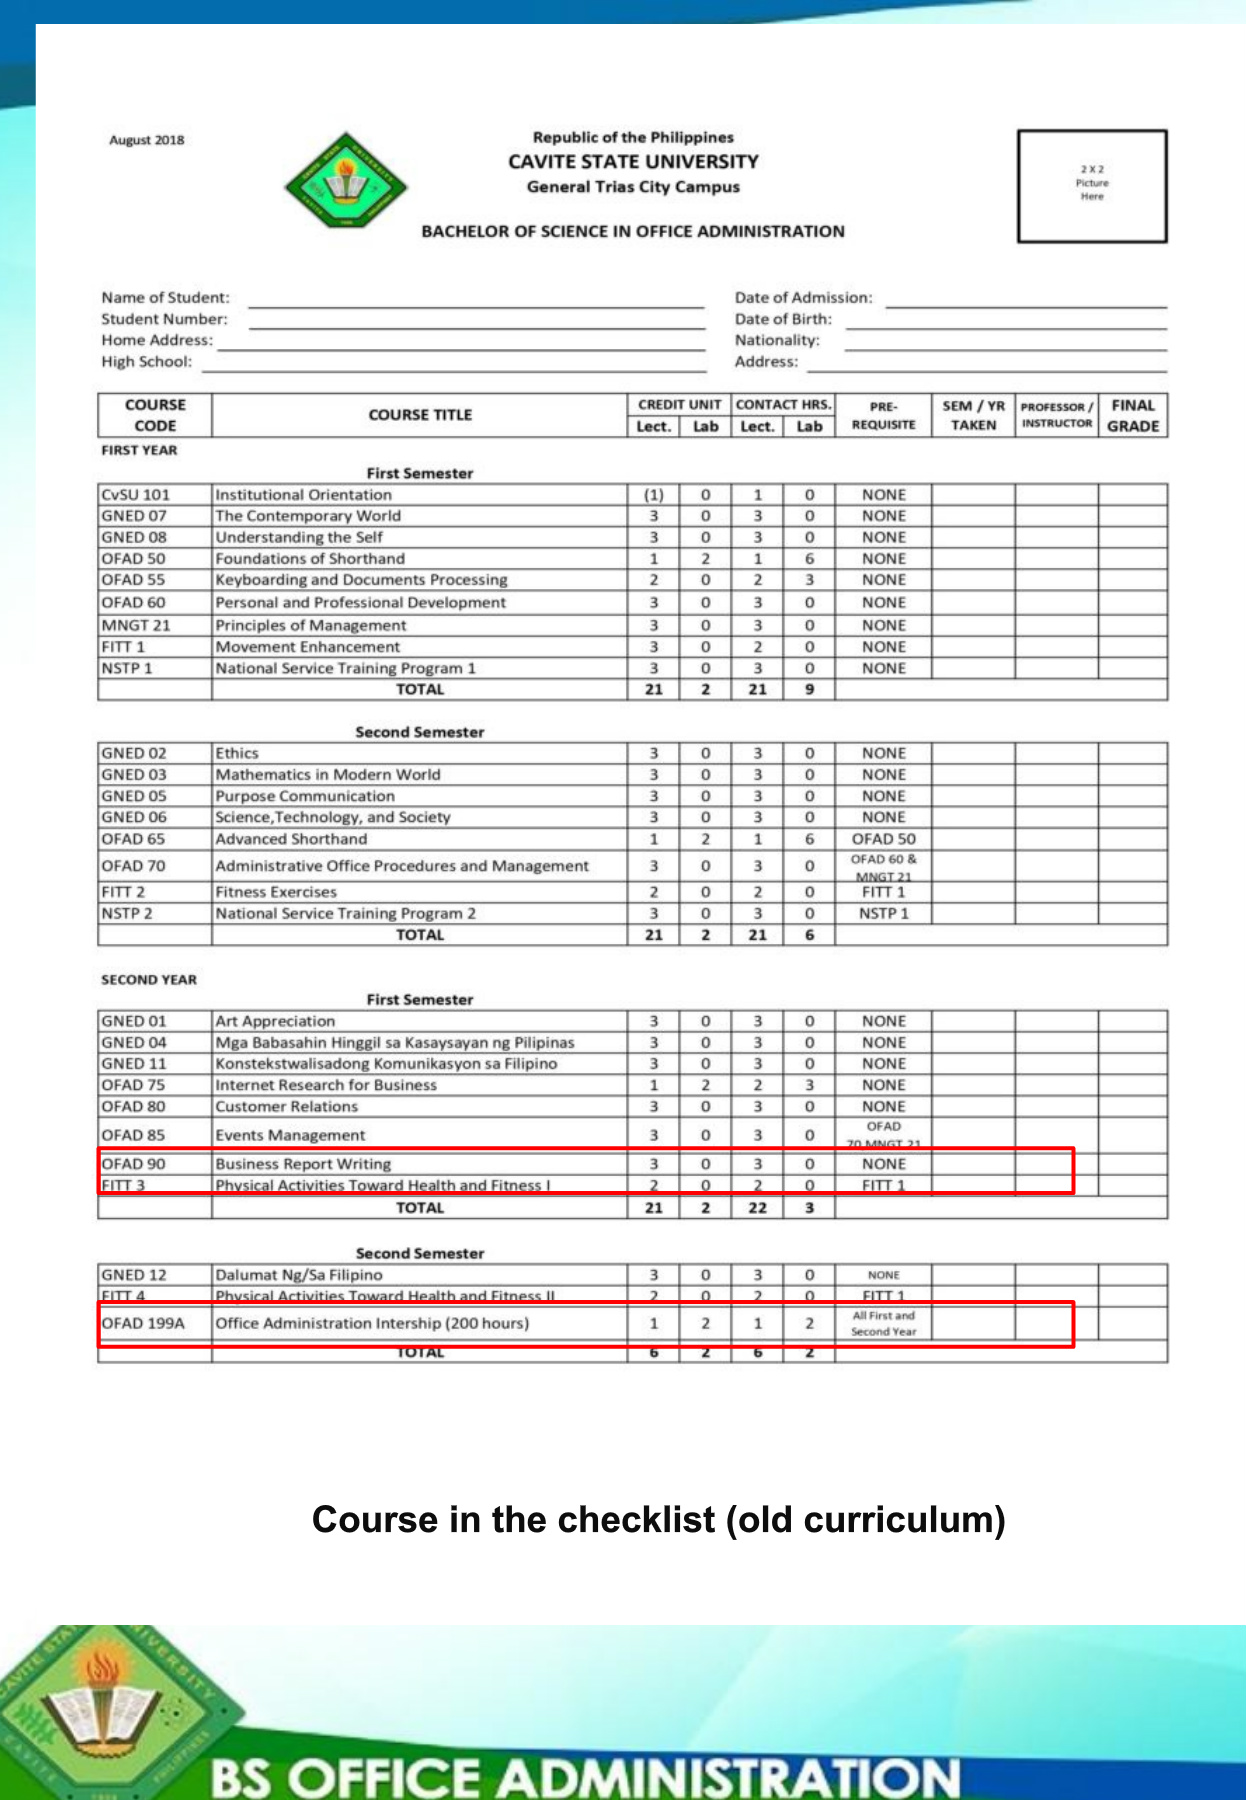 August 2018
Republic of the Philippines
CAVITE STATE UNIVERSITY
General Trias City Campus
BACHELOR OF SCIENCE IN OFFICE ADMINISTRATION
2 X 2
Picture
Here
Name of Student: Date of Admission:
Student Number: Date of Birth:
Home Address: Nationality:
High School: Address:
COURSE CODE COURSE TITLE CREDIT UNIT CONTACT HRS. PRE-REQUISITE SEM / YR TAKEN PROFESSOR / INSTRUCTOR FINAL GRADE
Lect. Lab Lect. Lab
FIRST YEAR
First Semester
CvSU 101 Institutional Orientation (1) 0 1 0 NONE
GNED 07 The Contemporary World 3 0 3 0 NONE
GNED 08 Understanding the Self 3 0 3 0 NONE
OFAD 50 Foundations of Shorthand 1 2 1 6 NONE
OFAD 55 Keyboarding and Documents Processing 2 0 2 3 NONE
OFAD 60 Personal and Professional Development 3 0 3 0 NONE
MNGT 21 Principles of Management 3 0 3 0 NONE
FITT 1 Movement Enhancement 3 0 2 0 NONE
NSTP 1 National Service Training Program 1 3 0 3 0 NONE
TOTAL 21 2 21 9
Second Semester
GNED 02 Ethics 3 0 3 0 NONE
GNED 03 Mathematics in Modern World 3 0 3 0 NONE
GNED 05 Purpose Communication 3 0 3 0 NONE
GNED 06 Science,Technology, and Society 3 0 3 0 NONE
OFAD 65 Advanced Shorthand 1 2 1 6 OFAD 50
OFAD 70 Administrative Office Procedures and Management 3 0 3 0 OFAD 60 & MNGT 21
FITT 2 Fitness Exercises 2 0 2 0 FITT 1
NSTP 2 National Service Training Program 2 3 0 3 0 NSTP 1
TOTAL 21 2 21 6
SECOND YEAR
First Semester
GNED 01 Art Appreciation 3 0 3 0 NONE
GNED 04 Mga Babasahin Hinggil sa Kasaysayan ng Pilipinas 3 0 3 0 NONE
GNED 11 Konstekstwalisadong Komunikasyon sa Filipino 3 0 3 0 NONE
OFAD 75 Internet Research for Business 1 2 2 3 NONE
OFAD 80 Customer Relations 3 0 3 0 NONE
OFAD 85 Events Management 3 0 3 0 OFAD 70 MNGT 21
OFAD 90 Business Report Writing 3 0 3 0 NONE
FITT 3 Physical Activities Toward Health and Fitness I 2 0 2 0 FITT 1
TOTAL 21 2 22 3
Second Semester
GNED 12 Dalumat Ng/Sa Filipino 3 0 3 0 NONE
FITT 4 Physical Activities Toward Health and Fitness II 2 0 2 0 FITT 1
OFAD 199A Office Administration Intership (200 hours) 1 2 1 2 All First and Second Year
TOTAL 6 2 6 2
Course in the checklist (old curriculum)
CAVITE STATE UNIVERSITY
BS OFFICE ADMINISTRATION